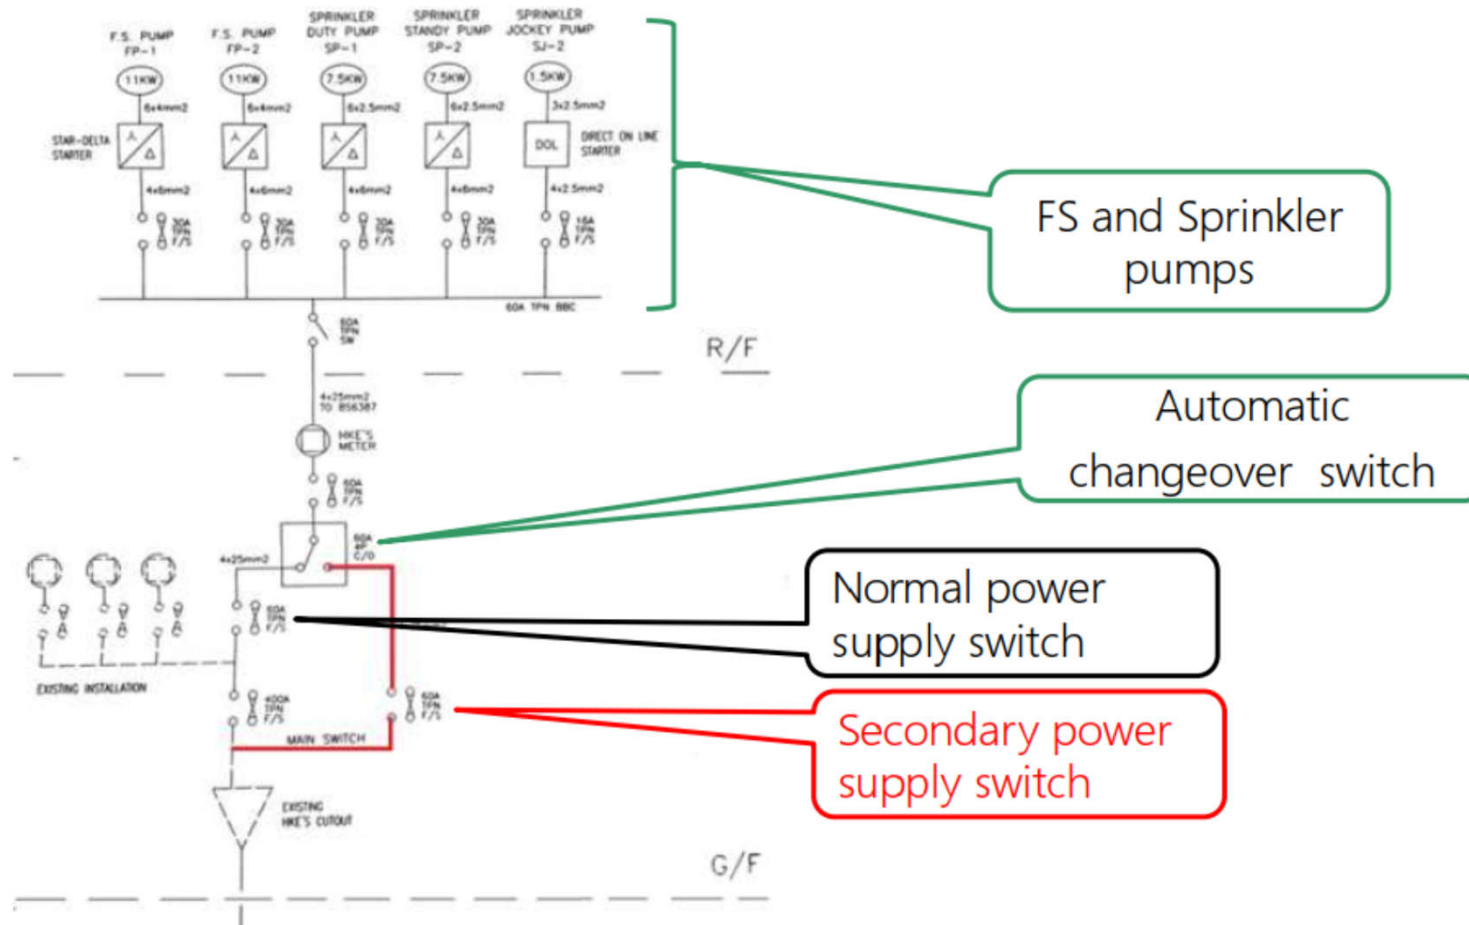 F.S. PUMP
FP-1
F.S. PUMP
FP-2
SPRINKLER
DUTY PUMP
SP-1
SPRINKLER
STANDY PUMP
SP-2
SPRINKLER
JOCKEY PUMP
SJ-2
11KW
11KW
7.5KW
7.5KW
1.5KW
6x4mm2
6x4mm2
6x2.5mm2
6x2.5mm2
3x2.5mm2
STAR-DELTA
STARTER
DOL
DIRECT ON LINE
STARTER
4x6mm2
4x6mm2
4x6mm2
4x6mm2
4x2.5mm2
30A
TPN
F/S
30A
TPN
F/S
30A
TPN
F/S
30A
TPN
F/S
16A
TPN
F/S
60A TPN BBC
FS and Sprinkler
pumps
60A
TPN
SW
R/F
4x25mm2
TO BS6387
HKE'S
METER
60A
TPN
F/S
Automatic
changeover switch
60A
4P
C/O
4x25mm2
60A
TPN
F/S
Normal power
supply switch
EXISTING INSTALLATION
400A
TPN
F/S
60A
TPN
F/S
MAIN SWITCH
Secondary power
supply switch
EXISTING
HKE'S CUTOUT
G/F